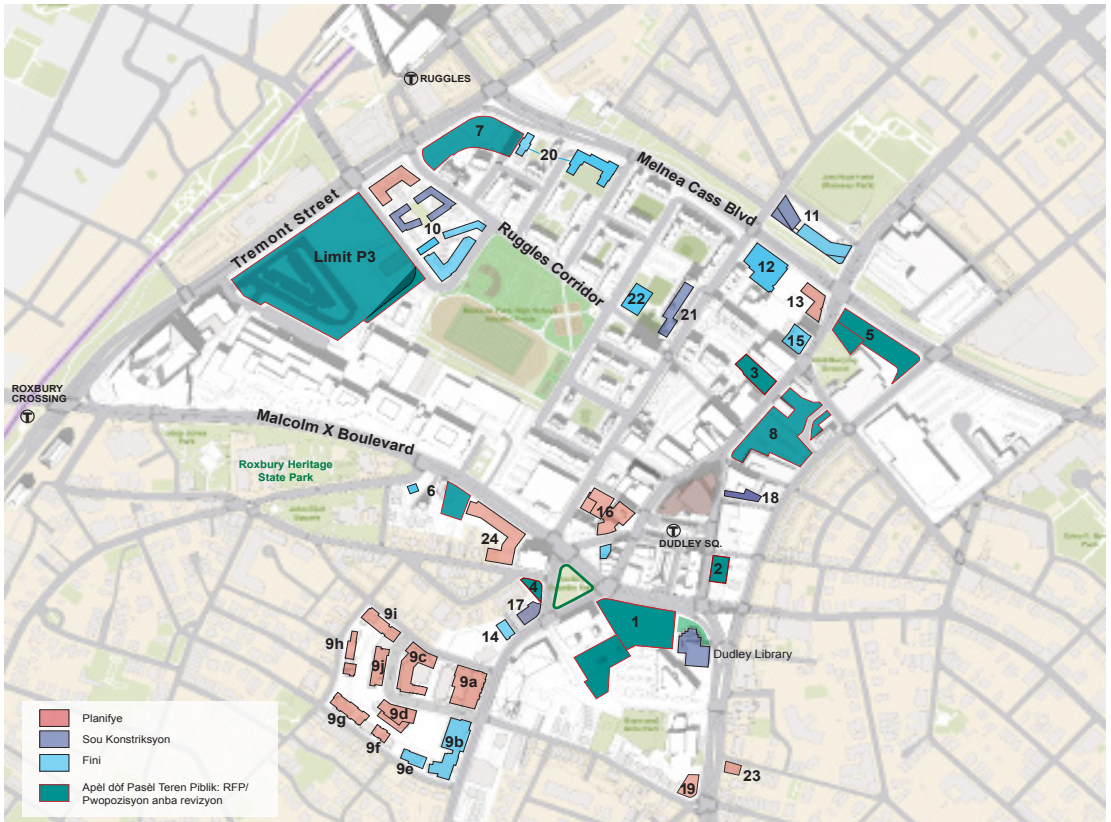 RUGGLES
7
20
Melnea Cass Blvd
Tremont Street
10
11
Limit P3
Ruggles Corridor
12
13
22
21
15
5
3
ROXBURY
CROSSING
Malcolm X Boulevard
8
Roxbury Heritage
State Park
6
18
16
24
DUDLEY SQ.
2
4
17
1
14
9i
9h
9j
9c
9a
Dudley Library
9g
9d
9f
9b
9e
23
19
Planifye
Sou Konstriksyon
Fini
Apèl dòf Pasèl Teren Piblik: RFP/
Pwopozisyon anba revizyon